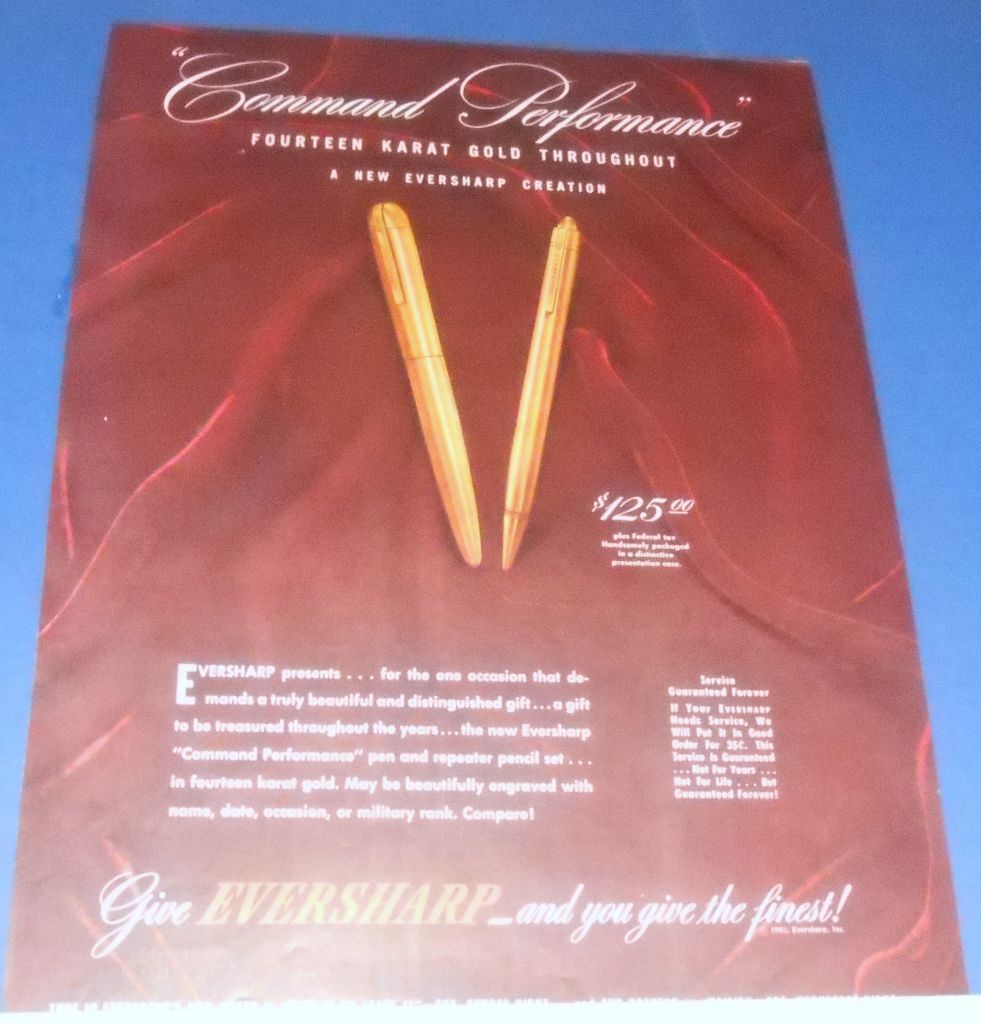 "Command Performance"
FOURTEEN KARAT GOLD THROUGHOUT
A NEW EVERSHARP CREATION
$125.00
plus Federal tax
Handsomely packaged
in a distinctive
presentation case.
EVERSHARP presents . . . for the one occasion that de-
mands a truly beautiful and distinguished gift...a gift
to be treasured throughout the years...the new Eversharp
"Command Performance" pen and repeater pencil set . . .
in fourteen karat gold. May be beautifully engraved with
name, date, occasion, or military rank. Compare!
Service
Guaranteed Forever
If Your EVERSHARP
Needs Service, We
Will Put It In Good
Order For 35¢. This
Service Is Guaranteed
. . . Not For Years . . .
Not For Life . . . But
Guaranteed Forever!
Give EVERSHARP—and you give the finest!
Eversharp, Inc.